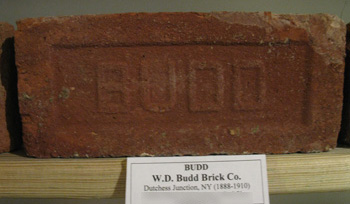 BUDD
BUDD
W.D. Budd Brick Co.
Dutchess Junction, NY (1888-1910)